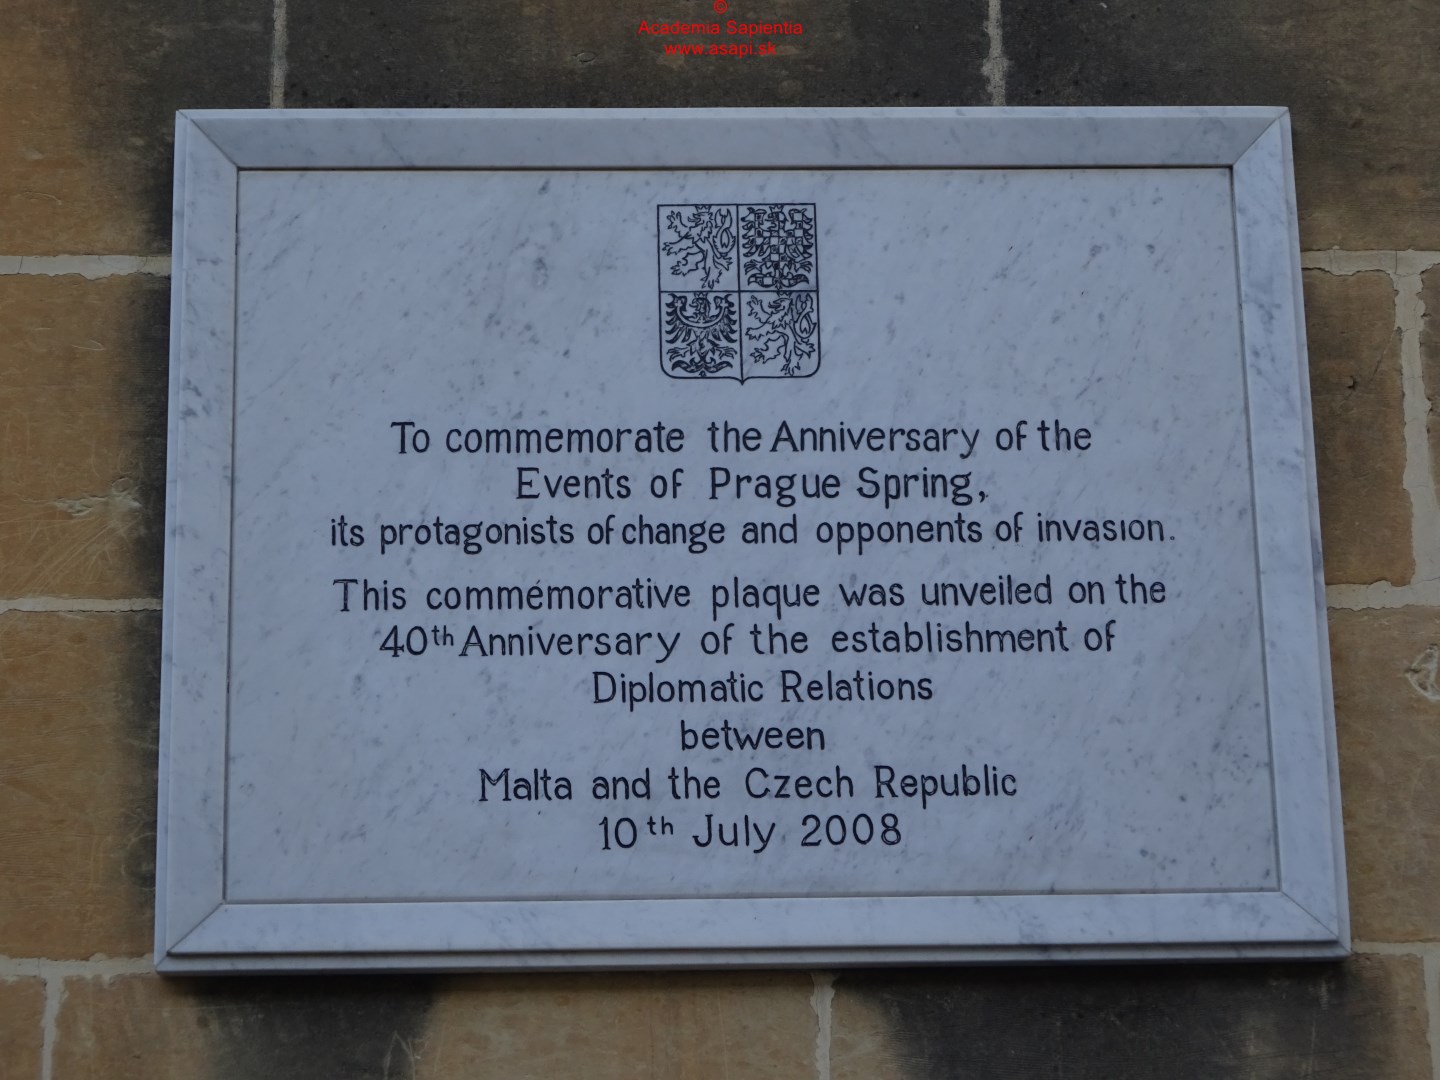 ©
Academia Sapientia
www.asapi.sk
To commemorate the Anniversary of the
Events of Prague Spring,
its protagonists of change and opponents of invasion.
This commemorative plaque was unveiled on the
40th Anniversary of the establishment of
Diplomatic Relations
between
Malta and the Czech Republic
10th July 2008